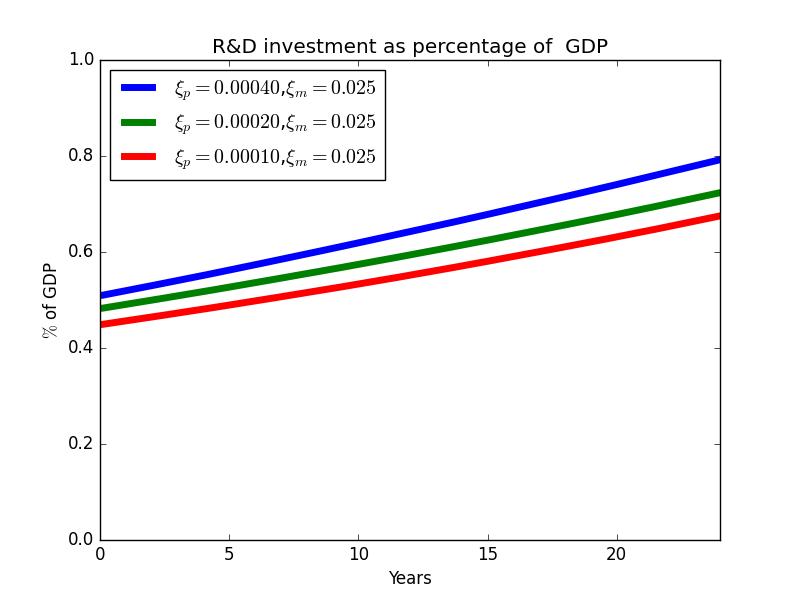 R&D investment as percentage of  GDP
1.0
ξₚ = 0.00040,ξₘ = 0.025
ξₚ = 0.00020,ξₘ = 0.025
ξₚ = 0.00010,ξₘ = 0.025
0.8
0.6
0.4
0.2
0.0
% of GDP
0 5 10 15 20
Years